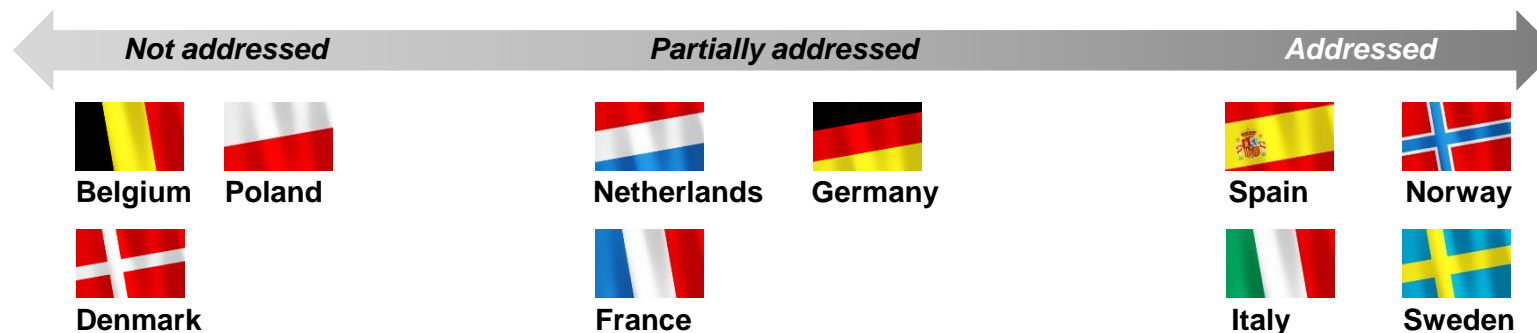 Not addressed Partially addressed Addressed
Belgium Poland Netherlands Germany Spain Norway
Denmark France Italy Sweden